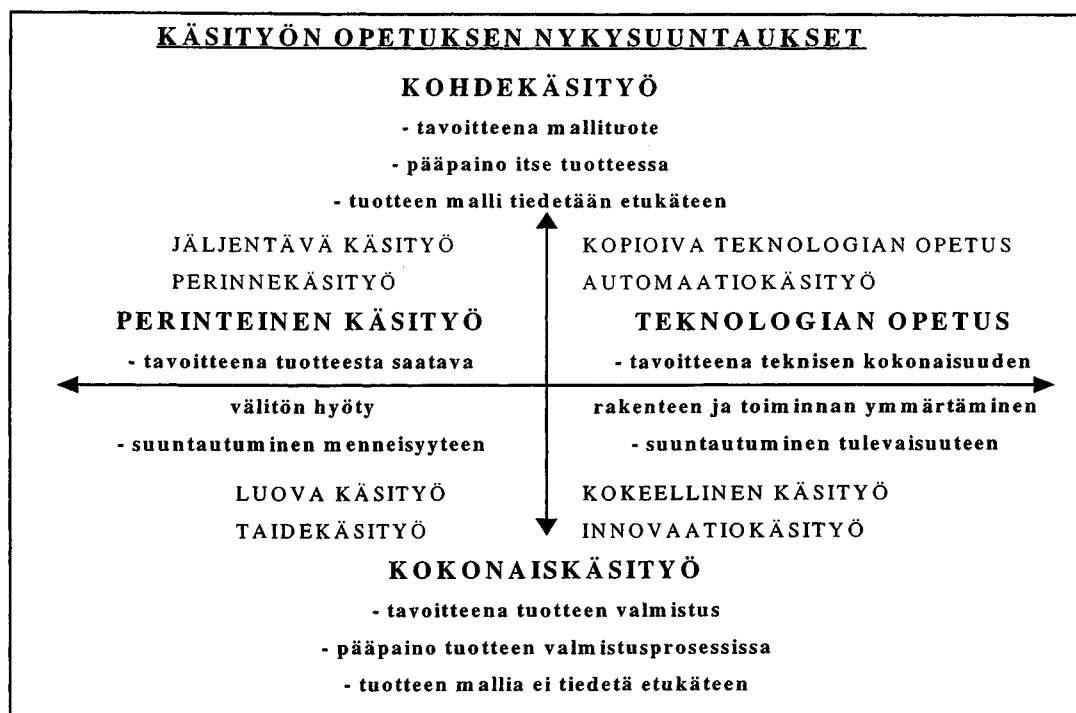 KÄSITYÖN OPETUKSEN NYKYSUUNTAUKSET
KOHDEKÄSITYÖ
- tavoitteena mallituote
- pääpaino itse tuotteessa
- tuotteen malli tiedetään etukäteen
JÄLJENTÄVÄ KÄSITYÖ
PERINNEKÄSITYÖ
KOPIOIVA TEKNOLOGIAN OPETUS
AUTOMAATIOKÄSITYÖ
PERINTEINEN KÄSITYÖ
- tavoitteena tuotteesta saatava
välitön hyöty
- suuntautuminen menneisyyteen
TEKNOLOGIAN OPETUS
- tavoitteena teknisen kokonaisuuden
rakenteen ja toiminnan ymmärtäminen
- suuntautuminen tulevaisuuteen
LUOVA KÄSITYÖ
TAIDEKÄSITYÖ
KOKEELLINEN KÄSITYÖ
INNOVAATIOKÄSITYÖ
KOKONAISKÄSITYÖ
- tavoitteena tuotteen valmistus
- pääpaino tuotteen valmistusprosessissa
- tuotteen mallia ei tiedetä etukäteen